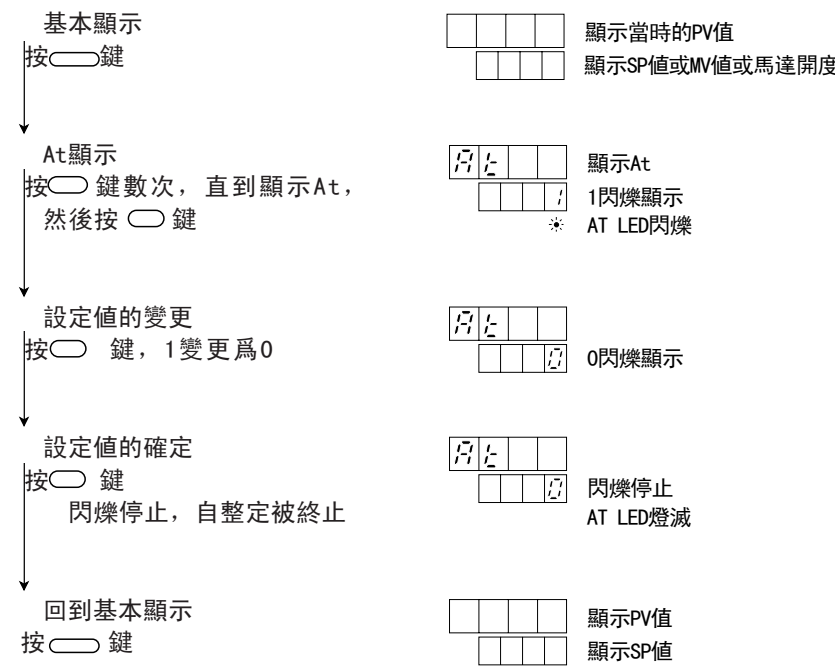 基本顯示
按 鍵
顯示當時的PV值
顯示SP値或MV値或馬達開度
At顯示
按 鍵數次，直到顯示At，
然後按 鍵
At
顯示At
1
1閃爍顯示
AT LED閃爍
設定値的變更
按 鍵，1變更爲0
At
0
0閃爍顯示
設定値的確定
按 鍵
閃爍停止，自整定被終止
At
0
閃爍停止
AT LED燈滅
回到基本顯示
按 鍵
顯示PV值
顯示SP値